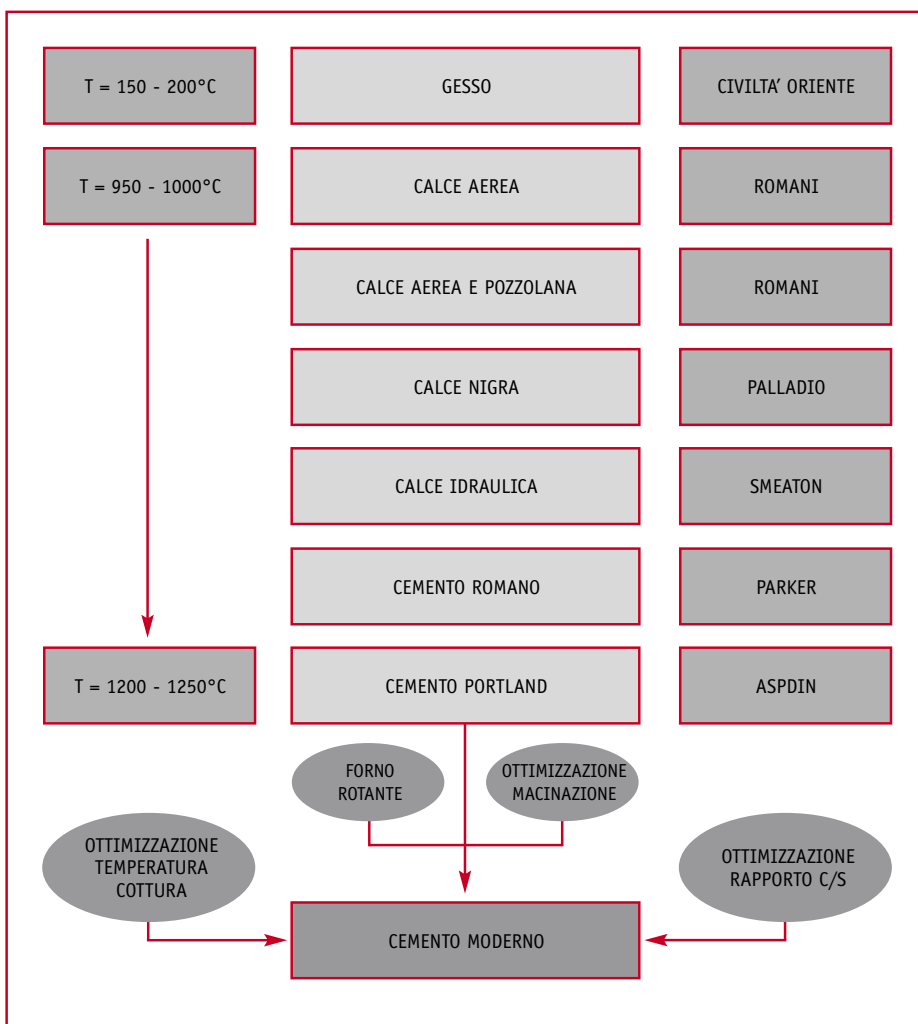 T = 150 - 200°C
GESSO
CIVILTA’ ORIENTE
T = 950 - 1000°C
CALCE AEREA
ROMANI
CALCE AEREA E POZZOLANA
ROMANI
CALCE NIGRA
PALLADIO
CALCE IDRAULICA
SMEATON
CEMENTO ROMANO
PARKER
T = 1200 - 1250°C
CEMENTO PORTLAND
ASPDIN
FORNO
ROTANTE
OTTIMIZZAZIONE
MACINAZIONE
OTTIMIZZAZIONE
TEMPERATURA
COTTURA
OTTIMIZZAZIONE
RAPPORTO C/S
CEMENTO MODERNO